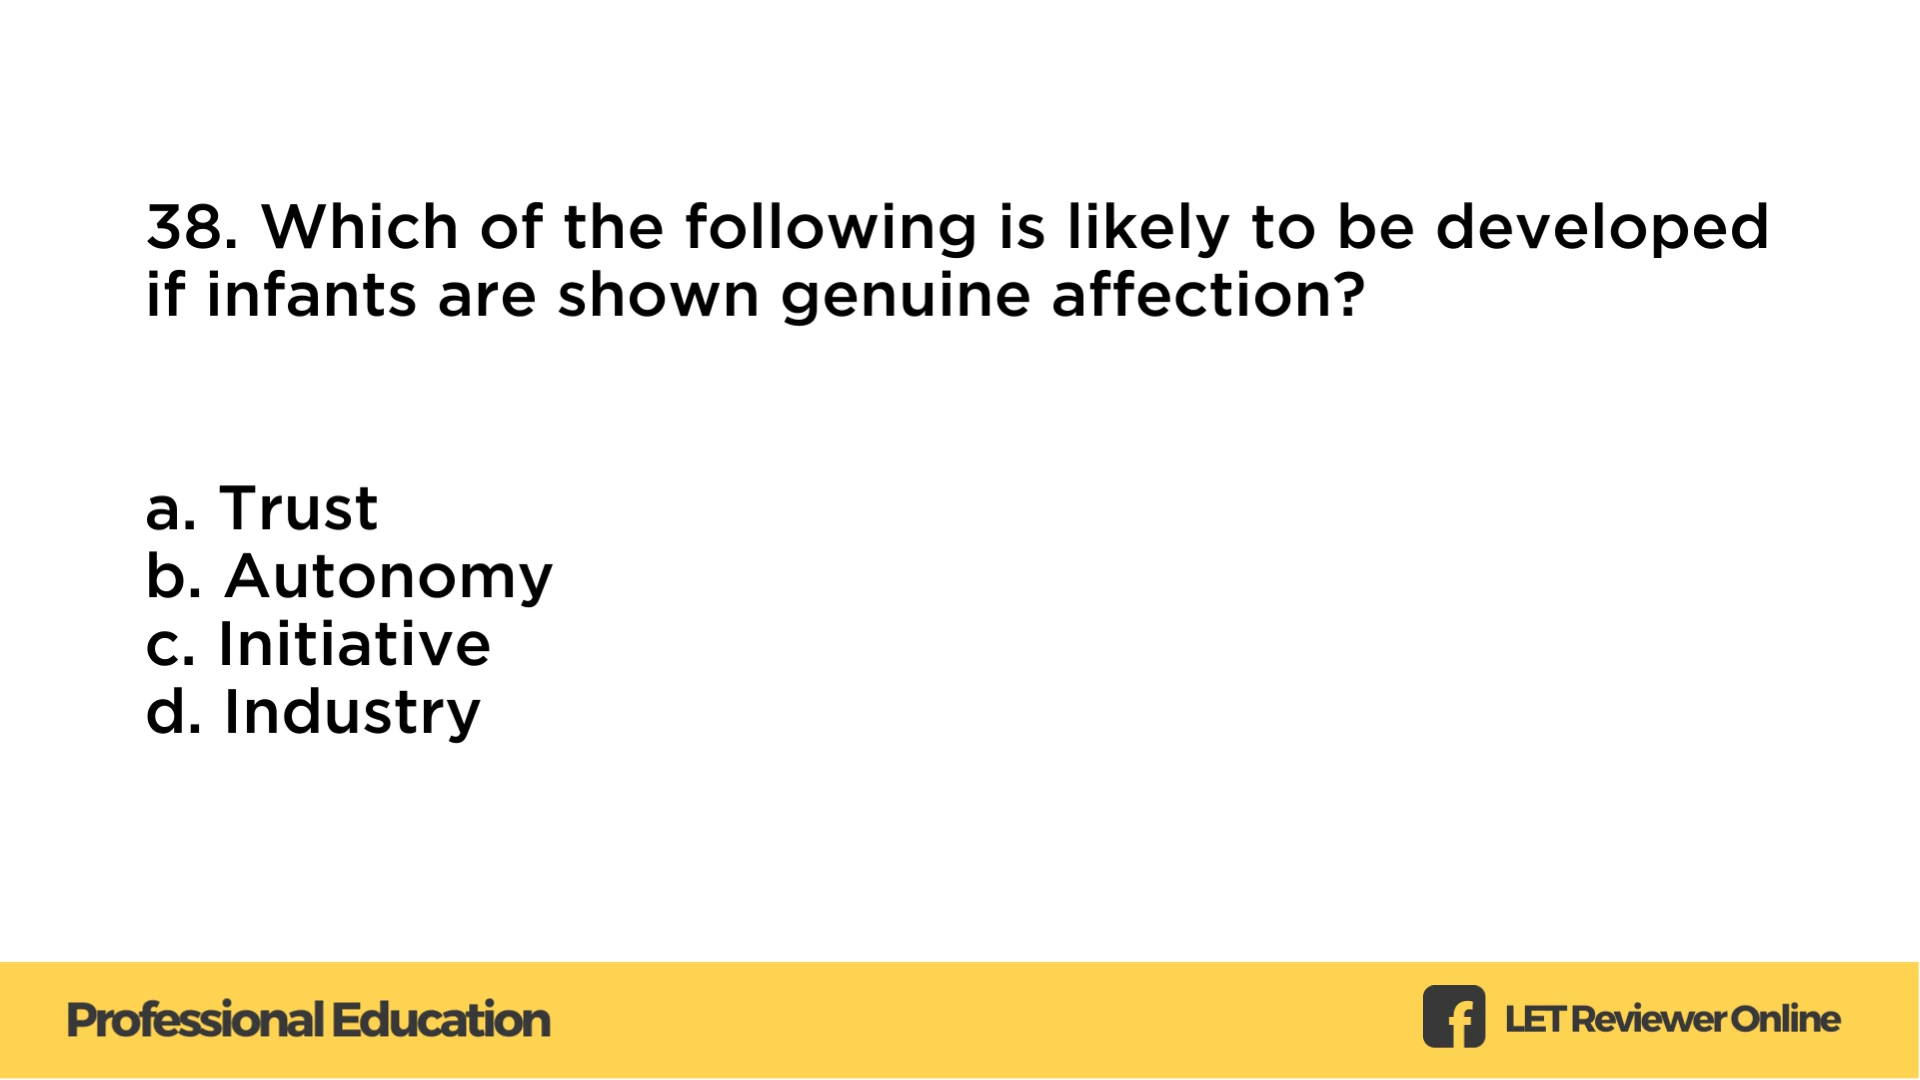 38. Which of the following is likely to be developed
if infants are shown genuine affection?
a. Trust
b. Autonomy
c. Initiative
d. Industry
Professional Education
LET Reviewer Online